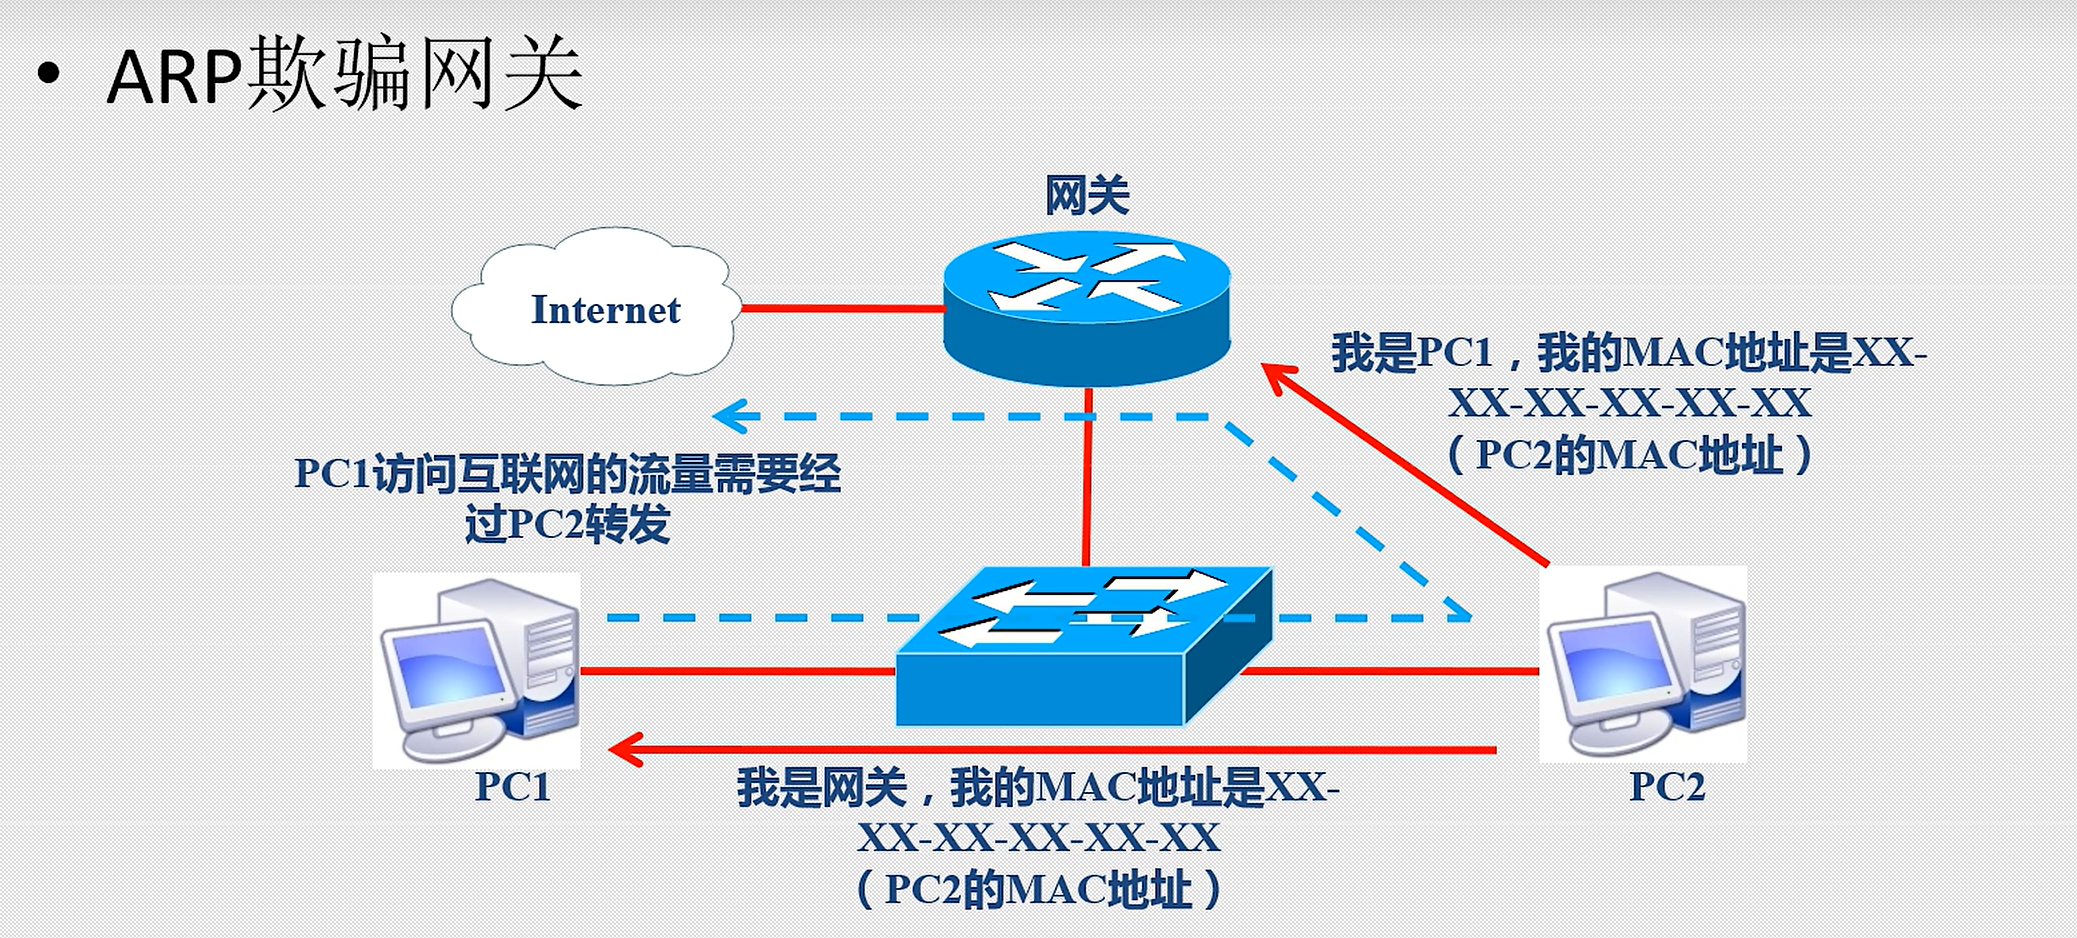 • ARP欺骗网关
网关
Internet
我是PC1，我的MAC地址是XX-
XX-XX-XX-XX-XX
（PC2的MAC地址）
PC1访问互联网的流量需要经
过PC2转发
PC1
PC2
我是网关，我的MAC地址是XX-
XX-XX-XX-XX-XX
（PC2的MAC地址）